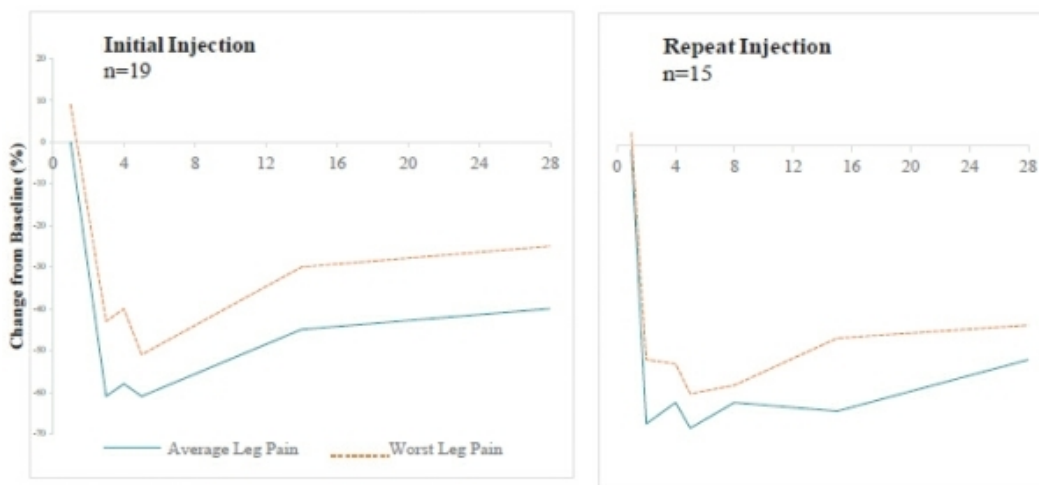 Initial Injection
n=19
Change from Baseline (%)
20
10
0
-10
-20
-30
-40
-50
-60
-70
0 4 8 12 16 20 24 28
Average Leg Pain Worst Leg Pain
Repeat Injection
n=15
0 4 8 12 16 20 24 28